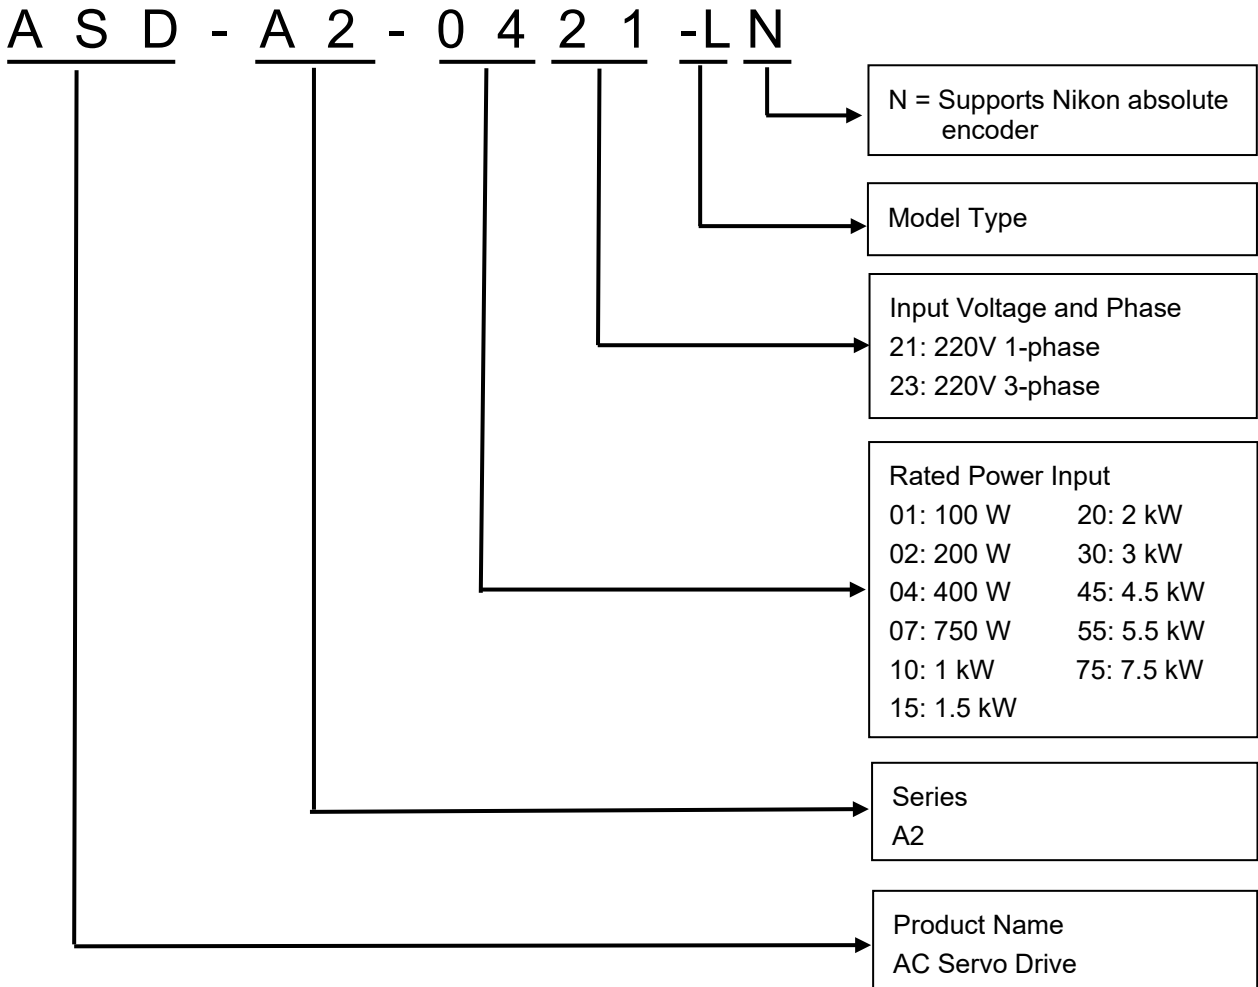 A S D - A 2 - 0 4 2 1 -L N
N = Supports Nikon absolute
encoder
Model Type
Input Voltage and Phase
21: 220V 1-phase
23: 220V 3-phase
Rated Power Input
01: 100 W 20: 2 kW
02: 200 W 30: 3 kW
04: 400 W 45: 4.5 kW
07: 750 W 55: 5.5 kW
10: 1 kW 75: 7.5 kW
15: 1.5 kW
Series
A2
Product Name
AC Servo Drive